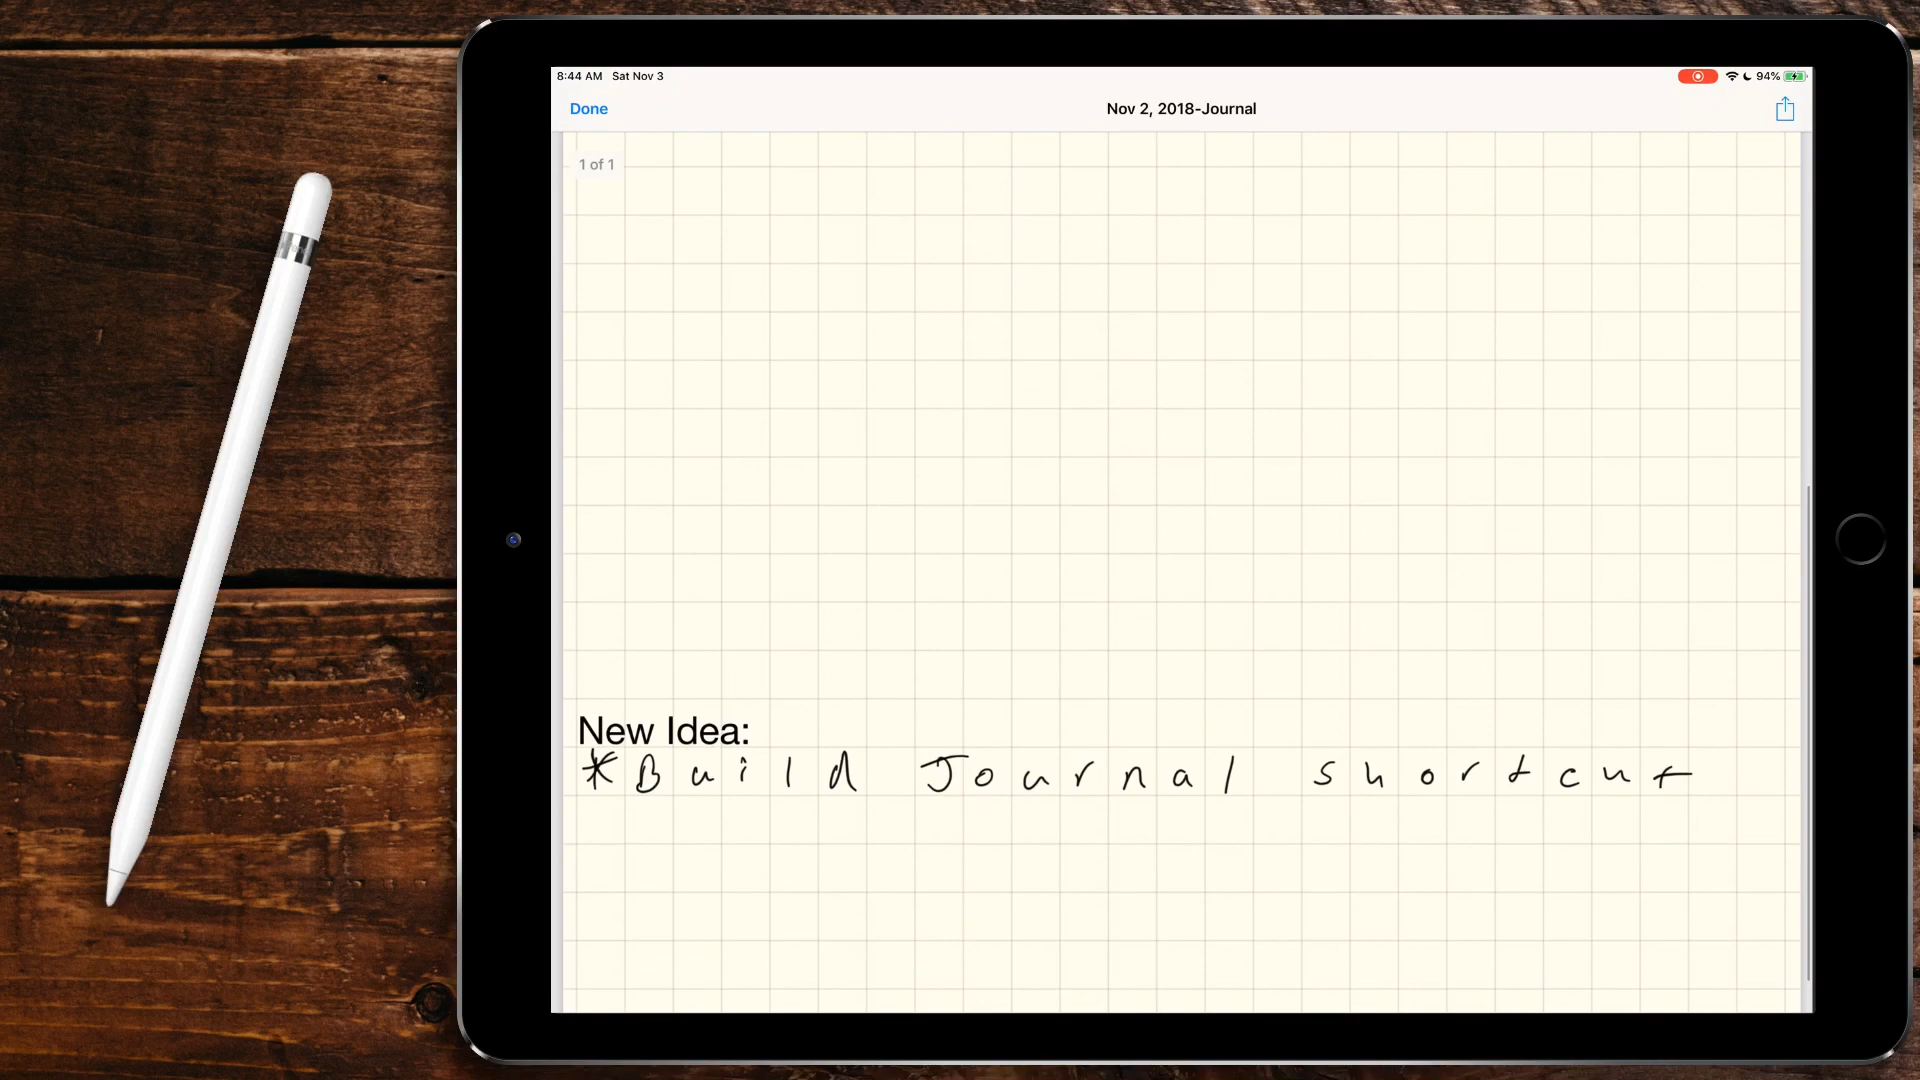 8:44 AM Sat Nov 3
94%
Done
Nov 2, 2018-Journal
1 of 1
New Idea:
*Build Journal shortcut